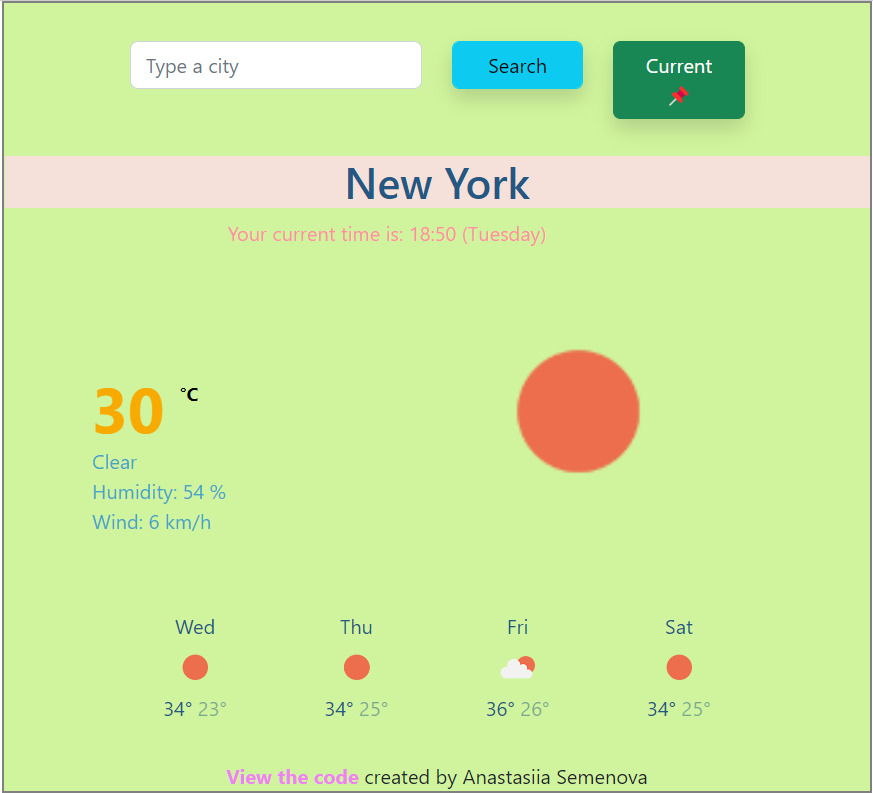 Type a city
Search
Current
📌
New York
Your current time is: 18:50 (Tuesday)
30 °C
Clear
Humidity: 54 %
Wind: 6 km/h
Wed Thu Fri Sat
34° 23° 34° 25° 36° 26° 34° 25°
View the code created by Anastasiia Semenova